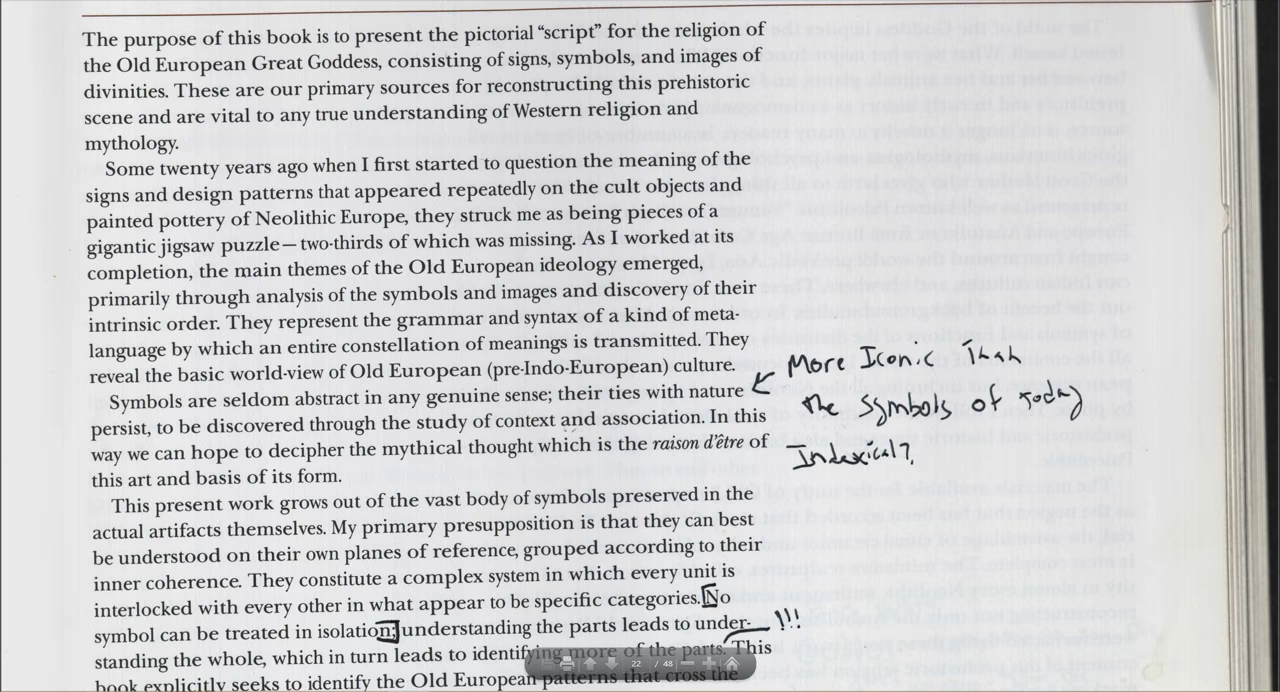 The purpose of this book is to present the pictorial “script” for the religion of
the Old European Great Goddess, consisting of signs, symbols, and images of
divinities. These are our primary sources for reconstructing this prehistoric
scene and are vital to any true understanding of Western religion and
mythology.
Some twenty years ago when I first started to question the meaning of the
signs and design patterns that appeared repeatedly on the cult objects and
painted pottery of Neolithic Europe, they struck me as being pieces of a
gigantic jigsaw puzzle—two-thirds of which was missing. As I worked at its
completion, the main themes of the Old European ideology emerged,
primarily through analysis of the symbols and images and discovery of their
intrinsic order. They represent the grammar and syntax of a kind of meta-
language by which an entire constellation of meanings is transmitted. They
reveal the basic world-view of Old European (pre-Indo-European) culture.
Symbols are seldom abstract in any genuine sense; their ties with nature
persist, to be discovered through the study of context and association. In this
way we can hope to decipher the mythical thought which is the raison d’être of
this art and basis of its form.
This present work grows out of the vast body of symbols preserved in the
actual artifacts themselves. My primary presupposition is that they can best
be understood on their own planes of reference, grouped according to their
inner coherence. They constitute a complex system in which every unit is
interlocked with every other in what appear to be specific categories. No
symbol can be treated in isolation; understanding the parts leads to under-
standing the whole, which in turn leads to identifying more of the parts. This
book explicitly seeks to identify the Old European patterns that cross the
More Iconic than
the symbols of today
Indexical?
!!!
22 / 48